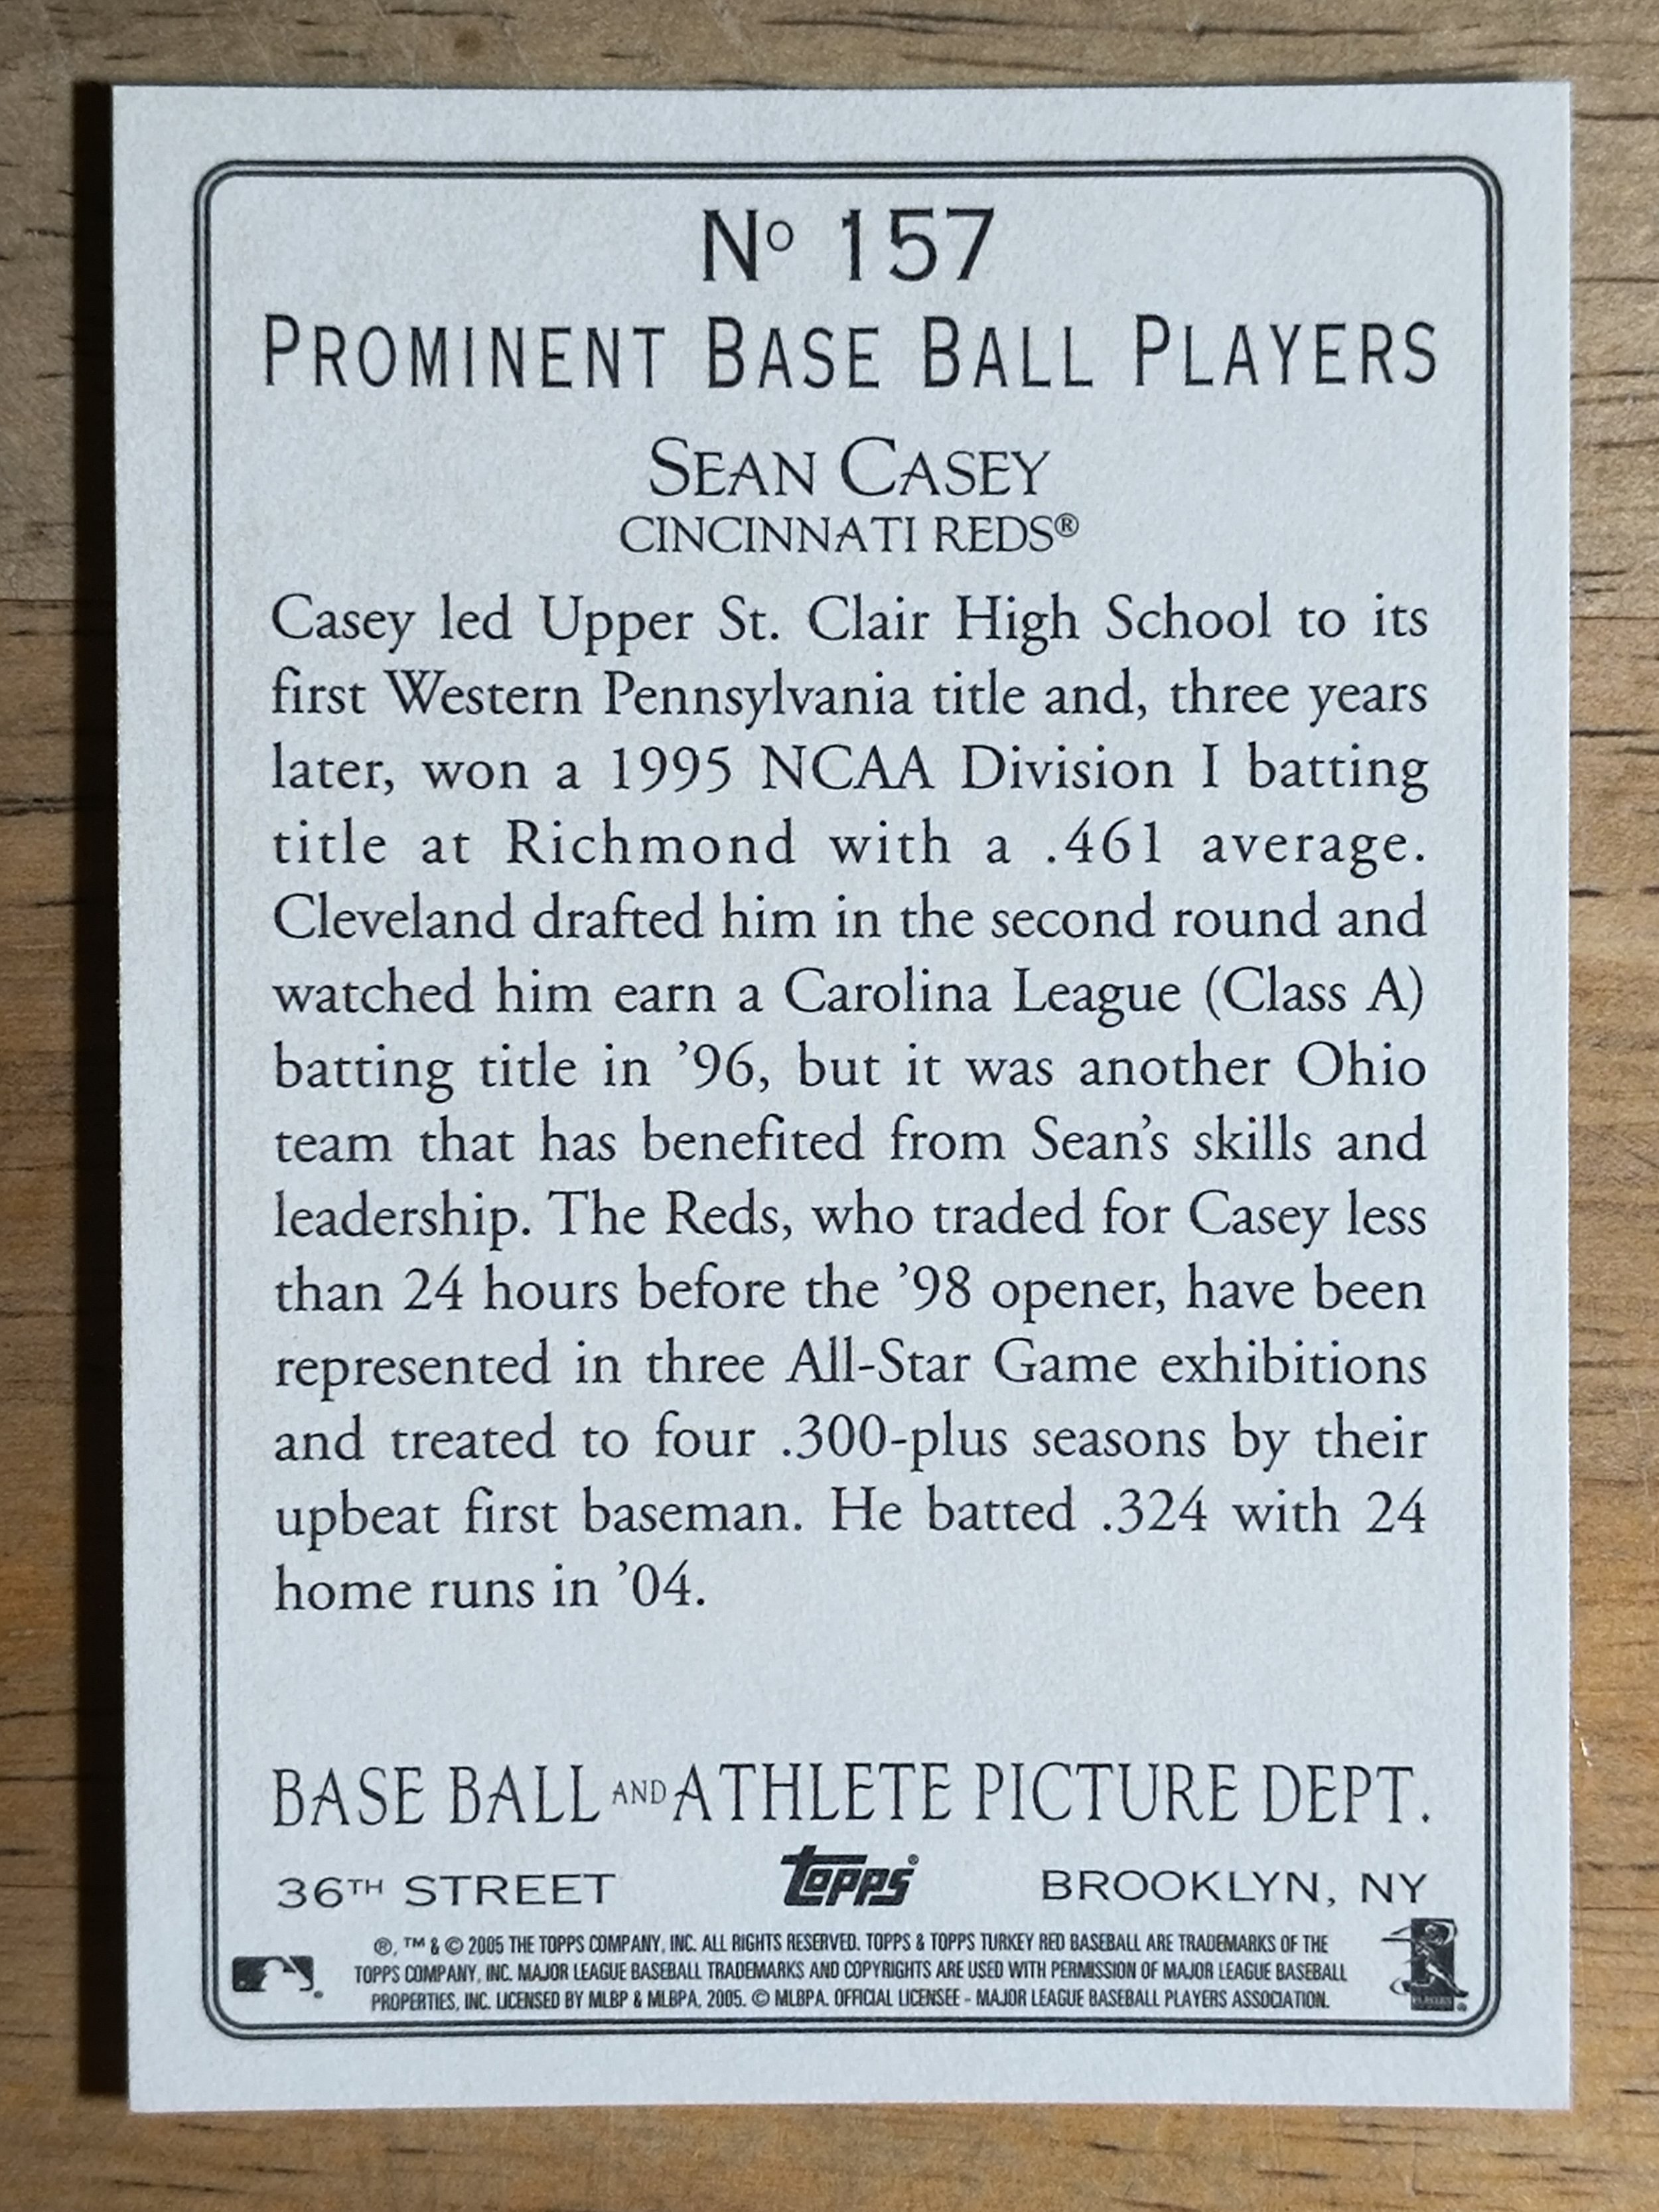 Nº 157
PROMINENT BASE BALL PLAYERS
SEAN CASEY
CINCINNATI REDS®
Casey led Upper St. Clair High School to its
first Western Pennsylvania title and, three years
later, won a 1995 NCAA Division I batting
title at Richmond with a .461 average.
Cleveland drafted him in the second round and
watched him earn a Carolina League (Class A)
batting title in ’96, but it was another Ohio
team that has benefited from Sean’s skills and
leadership. The Reds, who traded for Casey less
than 24 hours before the ’98 opener, have been
represented in three All-Star Game exhibitions
and treated to four .300-plus seasons by their
upbeat first baseman. He batted .324 with 24
home runs in ’04.
BASE BALL AND ATHLETE PICTURE DEPT.
36TH STREET topps® BROOKLYN, NY
®, ™ & © 2005 THE TOPPS COMPANY, INC. ALL RIGHTS RESERVED. TOPPS & TOPPS TURKEY RED BASEBALL ARE TRADEMARKS OF THE
TOPPS COMPANY, INC. MAJOR LEAGUE BASEBALL TRADEMARKS AND COPYRIGHTS ARE USED WITH PERMISSION OF MAJOR LEAGUE BASEBALL
PROPERTIES, INC. LICENSED BY MLBP & MLBPA, 2005. © MLBPA. OFFICIAL LICENSEE - MAJOR LEAGUE BASEBALL PLAYERS ASSOCIATION.